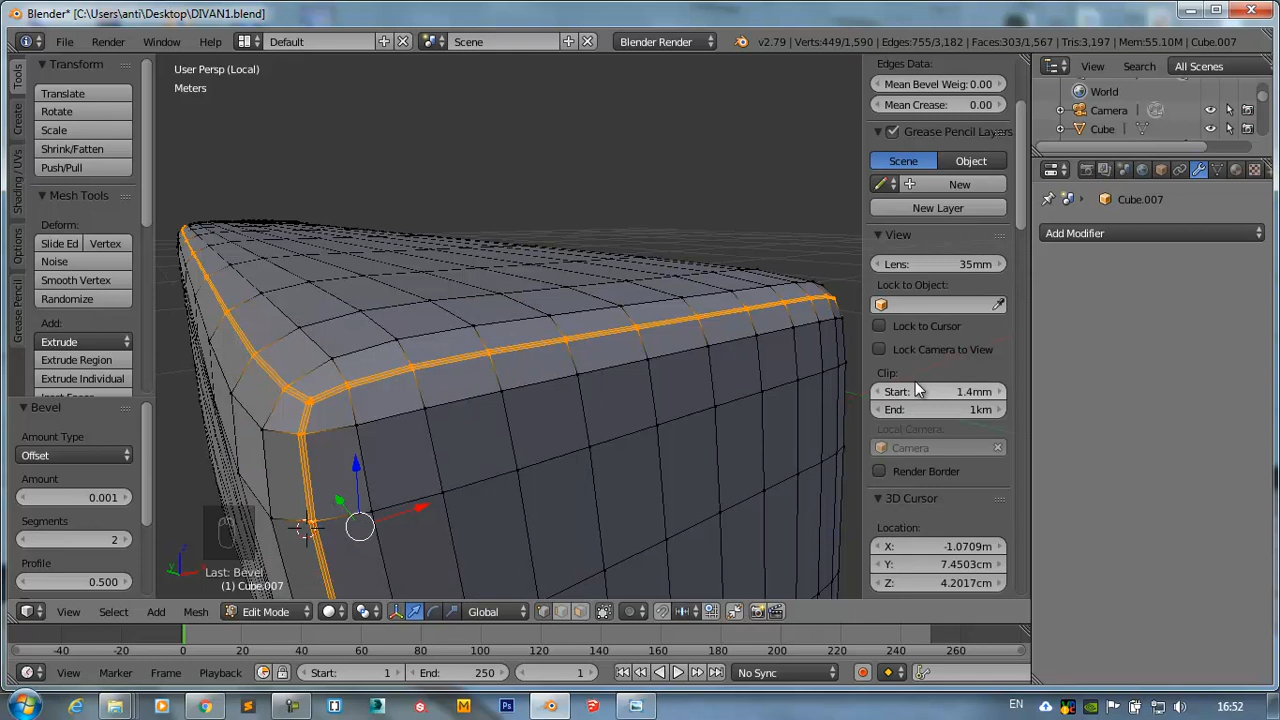 Blender* [C:\Users\anti\Desktop\DIVAN1.blend]
File Render Window Help Default Scene Blender Render v2.79 | Verts:449/1,590 | Edges:755/3,182 | Faces:303/1,567 | Tris:3,197 | Mem:55.10M | Cube.007
Tools
Create
Shading / UVs
Options
Grease Pencil
Transform
Translate
Rotate
Scale
Shrink/Fatten
Push/Pull
Mesh Tools
Deform:
Slide Ed Vertex
Noise
Smooth Vertex
Randomize
Add:
Extrude
Extrude Region
Extrude Individual
Bevel
Amount Type
Offset
Amount
0.001
Segments
2
Profile
0.500
User Persp (Local)
Meters
Last: Bevel
(1) Cube.007
Edges Data:
Mean Bevel Weig: 0.00
Mean Crease: 0.00
Grease Pencil Layers
Scene Object
New
New Layer
View
Lens: 35mm
Lock to Object:
Lock to Cursor
Lock Camera to View
Clip:
Start: 1.4mm
End: 1km
Local Camera:
Camera
Render Border
3D Cursor
Location:
X: -1.0709m
Y: 7.4503cm
Z: 4.2017cm
View Search All Scenes
World
Camera
Cube
Cube.007
Add Modifier
View Select Add Mesh Edit Mode Global
-40 -20 0 20 40 60 80 100 120 140 160 180 200 220 240 260
View Marker Frame Playback Start: 1 End: 250 1 No Sync
EN 16:52